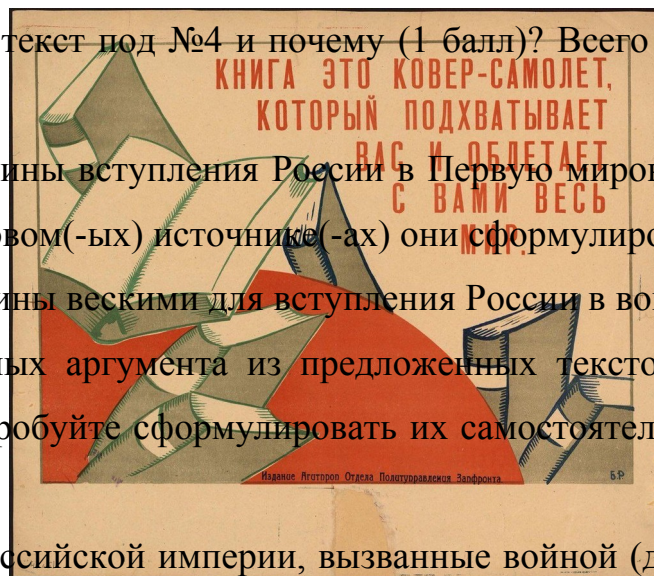 текст под №4 и почему (1 балл)? Всего
КНИГА ЭТО КОВЕР-САМОЛЕТ,
КОТОРЫЙ ПОДХВАТЫВАЕТ
ВАС И ОБЛЕТАЕТ
С ВАМИ ВЕСЬ
МИР.
ины вступления России в Первую миров
вом(-ых) источнике(-ах) они сформулиро
ины вескими для вступления России в во
ых аргумента из предложенных тексто
робуйте сформулировать их самостоятел
Издание Агитпроп Отдела Политуправления Запфронта
Б.Р.
ссийской империи, вызванные войной (д